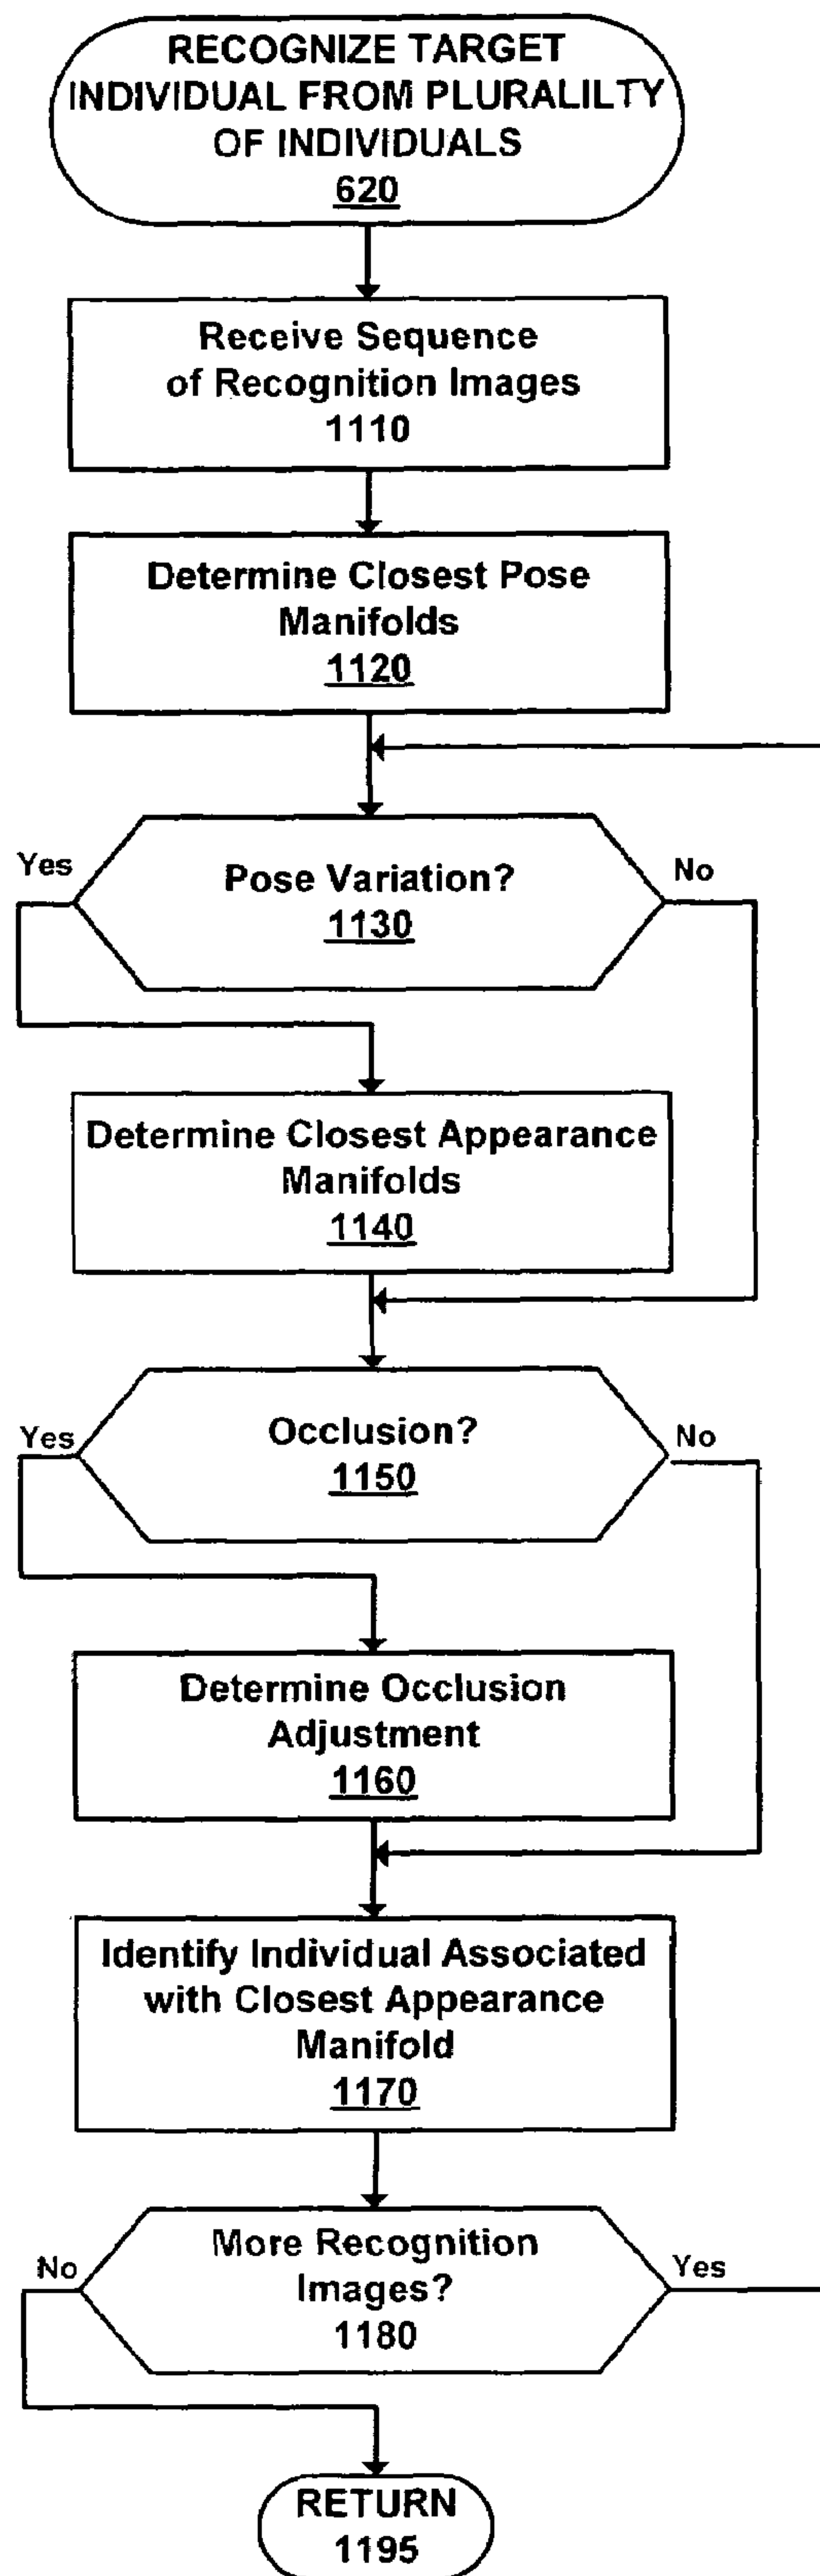 RECOGNIZE TARGET
INDIVIDUAL FROM PLURALILTY
OF INDIVIDUALS
620
Receive Sequence
of Recognition Images
1110
Determine Closest Pose
Manifolds
1120
Pose Variation?
1130
Yes
No
Determine Closest Appearance
Manifolds
1140
Occlusion?
1150
Yes
No
Determine Occlusion
Adjustment
1160
Identify Individual Associated
with Closest Appearance
Manifold
1170
More Recognition
Images?
1180
No
Yes
RETURN
1195